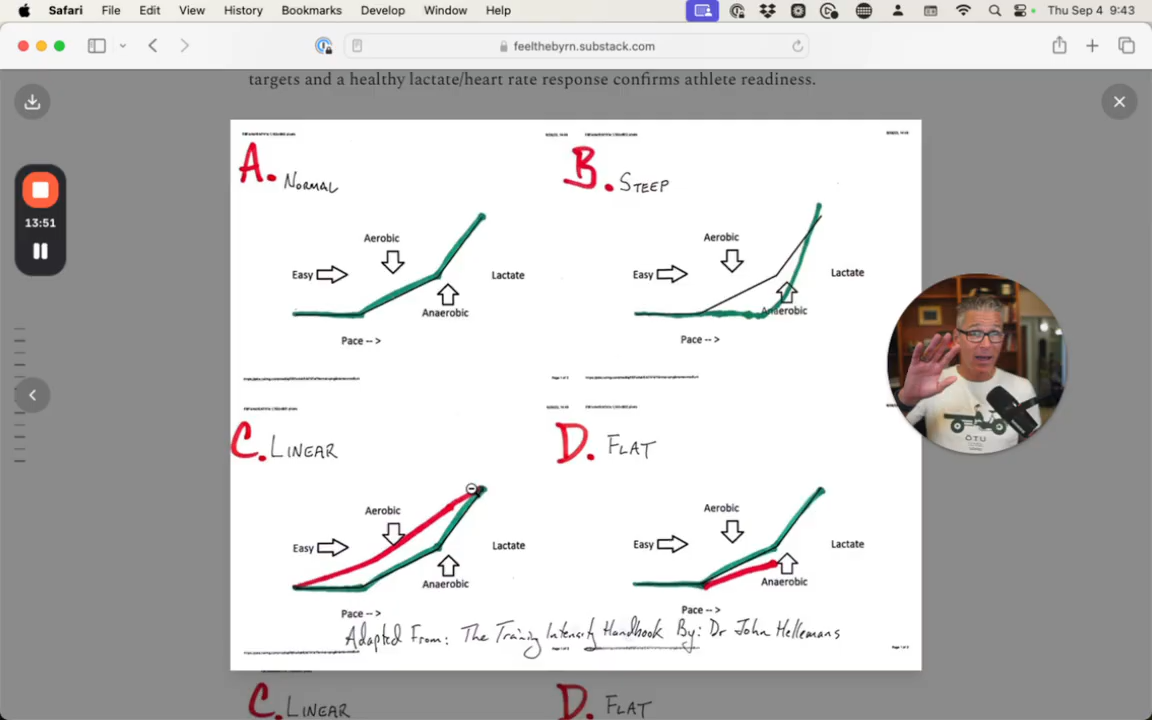 Safari File Edit View History Bookmarks Develop Window Help Thu Sep 4 9:43
feelthebyrn.substack.com
targets and a healthy lactate/heart rate response confirms athlete readiness.
A. NORMAL
B. STEEP
13:51
Aerobic
Aerobic
Easy
Lactate
Easy
Lactate
Anaerobic
Anaerobic
Pace -- >
Pace -- >
C. LINEAR
D. FLAT
Aerobic
Aerobic
Easy
Lactate
Easy
Lactate
Anaerobic
Anaerobic
Pace -- >
Pace -- >
Adapted From: The Training Intensity Handbook By: Dr John Hellemans
ŌTU
C. LINEAR
D. FLAT